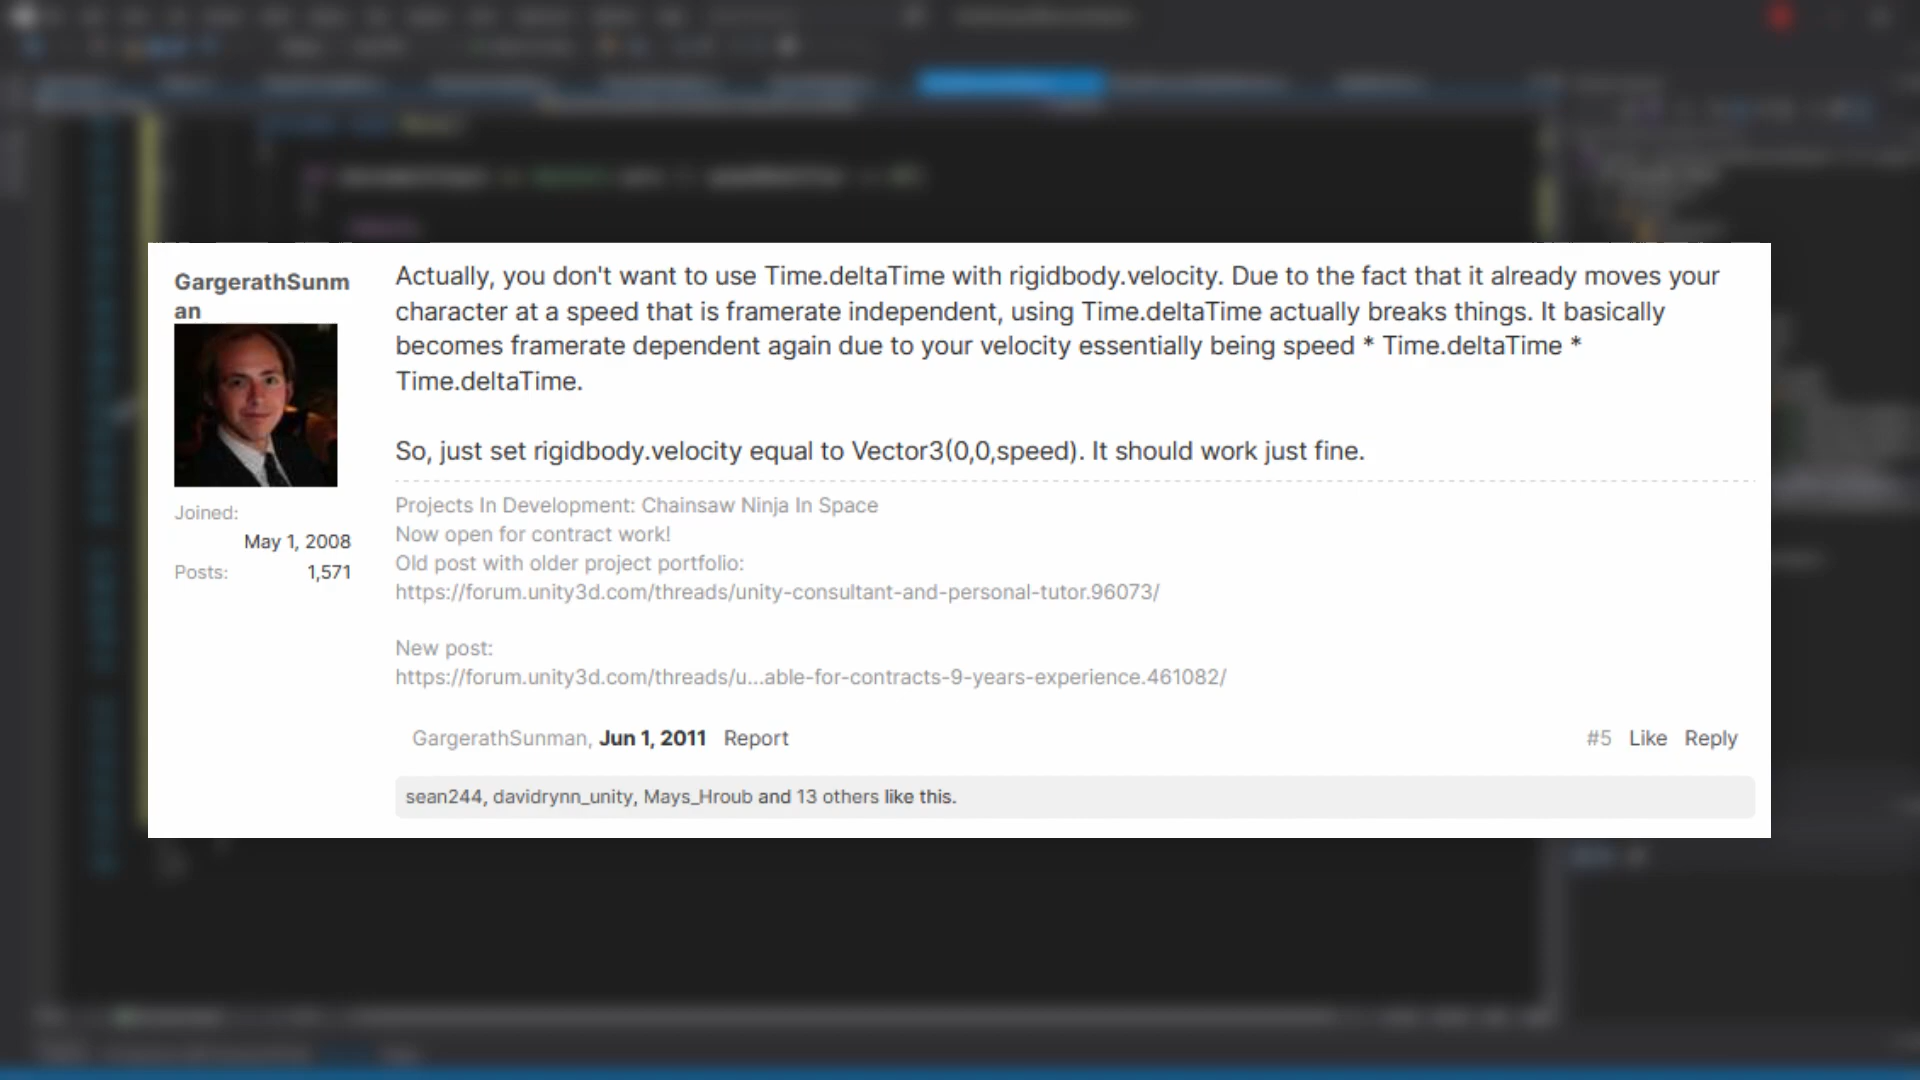 GargerathSunm
an
Joined:
May 1, 2008
Posts: 1,571
Actually, you don't want to use Time.deltaTime with rigidbody.velocity. Due to the fact that it already moves your
character at a speed that is framerate independent, using Time.deltaTime actually breaks things. It basically
becomes framerate dependent again due to your velocity essentially being speed * Time.deltaTime *
Time.deltaTime.
So, just set rigidbody.velocity equal to Vector3(0,0,speed). It should work just fine.
Projects In Development: Chainsaw Ninja In Space
Now open for contract work!
Old post with older project portfolio:
https://forum.unity3d.com/threads/unity-consultant-and-personal-tutor.96073/
New post:
https://forum.unity3d.com/threads/u...able-for-contracts-9-years-experience.461082/
GargerathSunman, Jun 1, 2011 Report #5 Like Reply
sean244, davidrynn_unity, Mays_Hroub and 13 others like this.